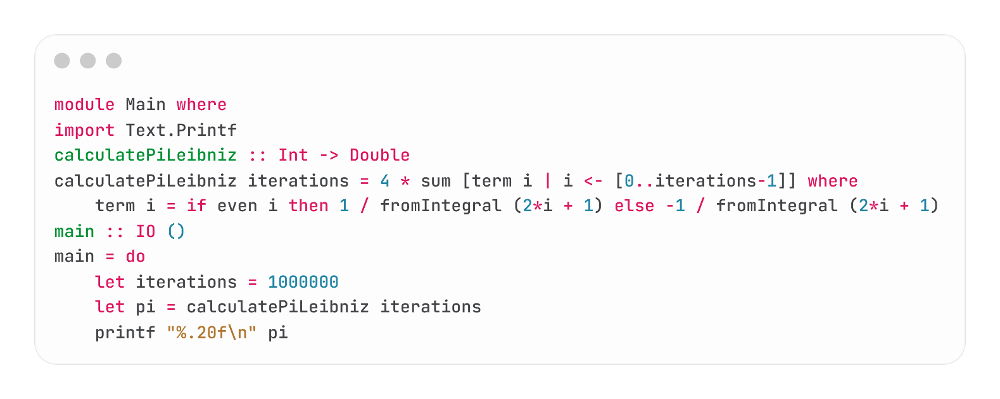 module Main where
import Text.Printf
calculatePiLeibniz :: Int -> Double
calculatePiLeibniz iterations = 4 * sum [term i | i <- [0..iterations-1]] where
    term i = if even i then 1 / fromIntegral (2*i + 1) else -1 / fromIntegral (2*i + 1)
main :: IO ()
main = do
    let iterations = 1000000
    let pi = calculatePiLeibniz iterations
    printf "%.20f\n" pi